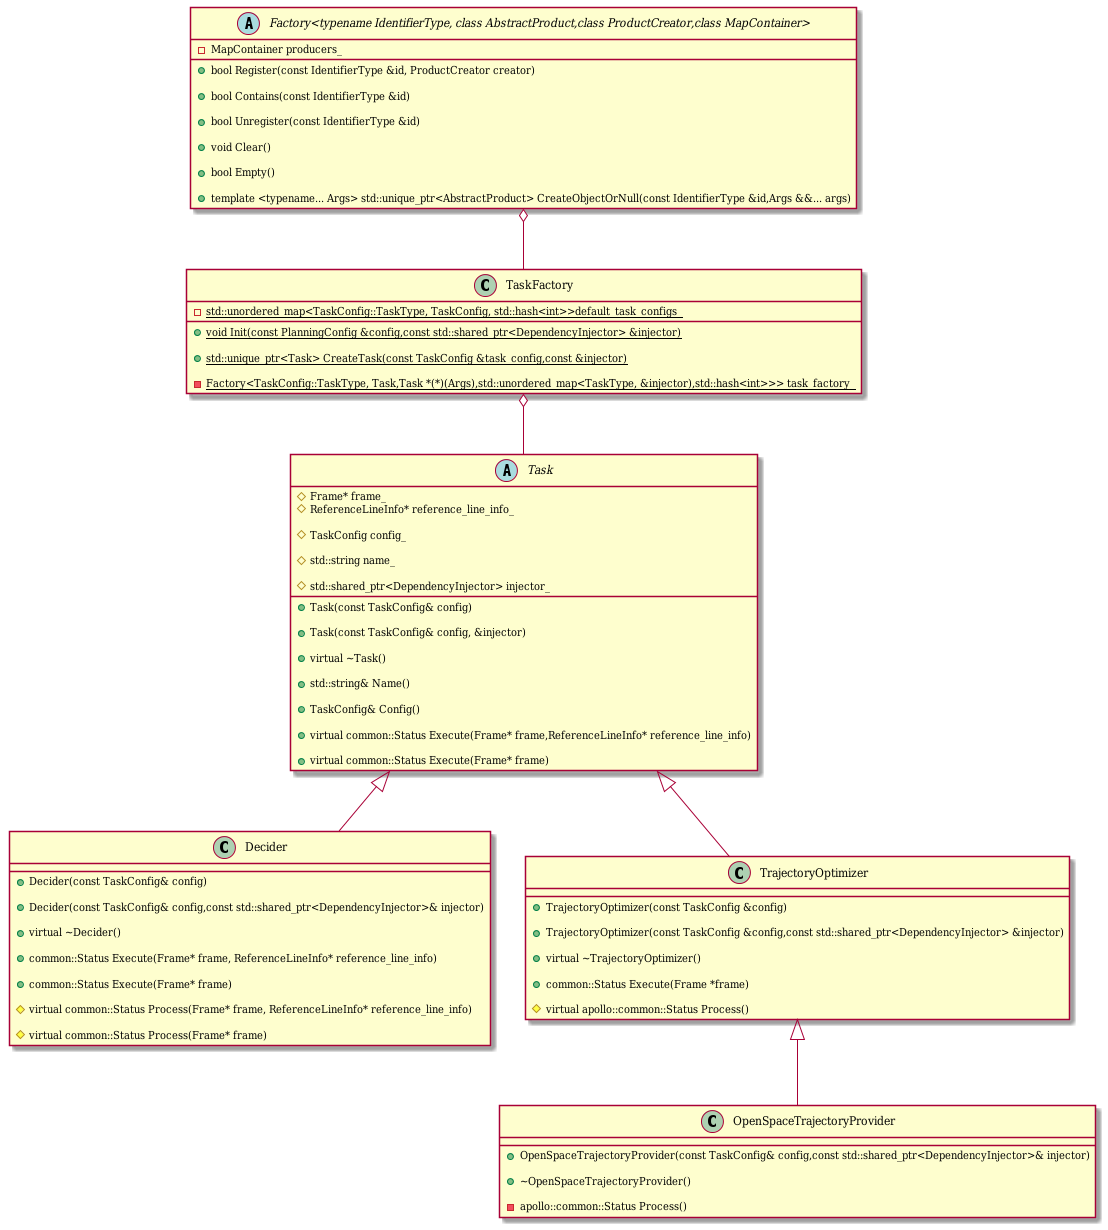 A Factory<typename IdentifierType, class AbstractProduct,class ProductCreator,class MapContainer>
MapContainer producers_
bool Register(const IdentifierType &id, ProductCreator creator)
bool Contains(const IdentifierType &id)
bool Unregister(const IdentifierType &id)
void Clear()
bool Empty()
template <typename... Args> std::unique_ptr<AbstractProduct> CreateObjectOrNull(const IdentifierType &id,Args &&... args)
C TaskFactory
std::unordered_map<TaskConfig::TaskType, TaskConfig, std::hash<int>>default_task_configs_
void Init(const PlanningConfig &config,const std::shared_ptr<DependencyInjector> &injector)
std::unique_ptr<Task> CreateTask(const TaskConfig &task_config,const &injector)
Factory<TaskConfig::TaskType, Task,Task *(*)(Args),std::unordered_map<TaskType, &injector),std::hash<int>>> task_factory_
A Task
Frame* frame_
ReferenceLineInfo* reference_line_info_
TaskConfig config_
std::string name_
std::shared_ptr<DependencyInjector> injector_
Task(const TaskConfig& config)
Task(const TaskConfig& config, &injector)
virtual ~Task()
std::string& Name()
TaskConfig& Config()
virtual common::Status Execute(Frame* frame,ReferenceLineInfo* reference_line_info)
virtual common::Status Execute(Frame* frame)
C Decider
Decider(const TaskConfig& config)
Decider(const TaskConfig& config,const std::shared_ptr<DependencyInjector>& injector)
virtual ~Decider()
common::Status Execute(Frame* frame, ReferenceLineInfo* reference_line_info)
common::Status Execute(Frame* frame)
virtual common::Status Process(Frame* frame, ReferenceLineInfo* reference_line_info)
virtual common::Status Process(Frame* frame)
C TrajectoryOptimizer
TrajectoryOptimizer(const TaskConfig &config)
TrajectoryOptimizer(const TaskConfig &config,const std::shared_ptr<DependencyInjector> &injector)
virtual ~TrajectoryOptimizer()
common::Status Execute(Frame *frame)
virtual apollo::common::Status Process()
C OpenSpaceTrajectoryProvider
OpenSpaceTrajectoryProvider(const TaskConfig& config,const std::shared_ptr<DependencyInjector>& injector)
~OpenSpaceTrajectoryProvider()
apollo::common::Status Process()